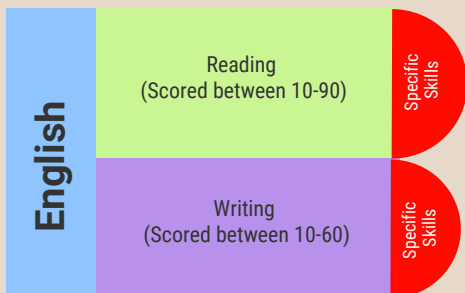 English
Reading
(Scored between 10-90)
Specific
Skills
Writing
(Scored between 10-60)
Specific
Skills